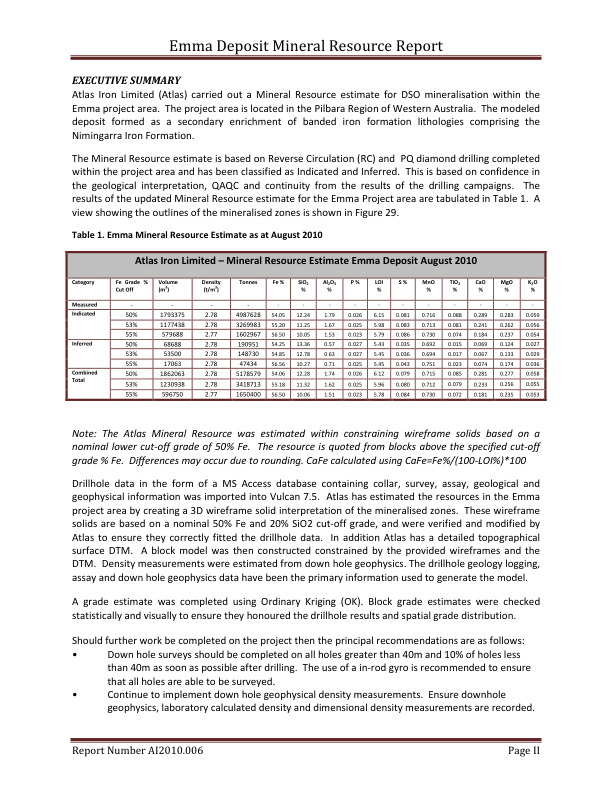 Emma Deposit Mineral Resource Report
EXECUTIVE SUMMARY
Atlas Iron Limited (Atlas) carried out a Mineral Resource estimate for DSO mineralisation within the
Emma project area. The project area is located in the Pilbara Region of Western Australia. The modeled
deposit formed as a secondary enrichment of banded iron formation lithologies comprising the
Nimingarra Iron Formation.
The Mineral Resource estimate is based on Reverse Circulation (RC) and PQ diamond drilling completed
within the project area and has been classified as Indicated and Inferred. This is based on confidence in
the geological interpretation, QAQC and continuity from the results of the drilling campaigns. The
results of the updated Mineral Resource estimate for the Emma Project area are tabulated in Table 1. A
view showing the outlines of the mineralised zones is shown in Figure 29.
Table 1. Emma Mineral Resource Estimate as at August 2010
Atlas Iron Limited – Mineral Resource Estimate Emma Deposit August 2010
Category Fe Grade % Cut Off Volume (m³) Density (t/m³) Tonnes Fe % SiO₂ % Al₂O₃ % P % LOI % S % MnO % TiO₂ % CaO % MgO % K₂O %
Measured - - - - - - - - - - - - - - -
Indicated 50% 1793375 2.78 4987628 54.05 12.24 1.79 0.026 6.15 0.081 0.716 0.088 0.289 0.283 0.059
53% 1177438 2.78 3269983 55.20 11.25 1.67 0.025 5.98 0.083 0.713 0.081 0.241 0.262 0.056
55% 579688 2.77 1602967 56.50 10.05 1.53 0.023 5.79 0.086 0.730 0.074 0.184 0.237 0.054
Inferred 50% 68688 2.78 190951 54.25 13.36 0.57 0.027 5.43 0.035 0.692 0.015 0.069 0.124 0.027
53% 53500 2.78 148730 54.85 12.78 0.63 0.027 5.45 0.036 0.694 0.017 0.067 0.133 0.029
55% 17063 2.78 47434 56.56 10.27 0.71 0.025 5.45 0.043 0.751 0.023 0.074 0.174 0.036
Combined Total 50% 1862063 2.78 5178579 54.06 12.28 1.74 0.026 6.12 0.079 0.715 0.085 0.281 0.277 0.058
53% 1230938 2.78 3418713 55.18 11.32 1.62 0.025 5.96 0.080 0.712 0.079 0.233 0.256 0.055
55% 596750 2.77 1650400 56.50 10.06 1.51 0.023 5.78 0.084 0.730 0.072 0.181 0.235 0.053
Note: The Atlas Mineral Resource was estimated within constraining wireframe solids based on a
nominal lower cut-off grade of 50% Fe. The resource is quoted from blocks above the specified cut-off
grade % Fe. Differences may occur due to rounding. CaFe calculated using CaFe=Fe%/(100-LOI%)*100
Drillhole data in the form of a MS Access database containing collar, survey, assay, geological and
geophysical information was imported into Vulcan 7.5. Atlas has estimated the resources in the Emma
project area by creating a 3D wireframe solid interpretation of the mineralised zones. These wireframe
solids are based on a nominal 50% Fe and 20% SiO2 cut-off grade, and were verified and modified by
Atlas to ensure they correctly fitted the drillhole data. In addition Atlas has a detailed topographical
surface DTM. A block model was then constructed constrained by the provided wireframes and the
DTM. Density measurements were estimated from down hole geophysics. The drillhole geology logging,
assay and down hole geophysics data have been the primary information used to generate the model.
A grade estimate was completed using Ordinary Kriging (OK). Block grade estimates were checked
statistically and visually to ensure they honoured the drillhole results and spatial grade distribution.
Should further work be completed on the project then the principal recommendations are as follows:
• Down hole surveys should be completed on all holes greater than 40m and 10% of holes less
than 40m as soon as possible after drilling. The use of a in-rod gyro is recommended to ensure
that all holes are able to be surveyed.
• Continue to implement down hole geophysical density measurements. Ensure downhole
geophysics, laboratory calculated density and dimensional density measurements are recorded.
Report Number AI2010.006 Page II